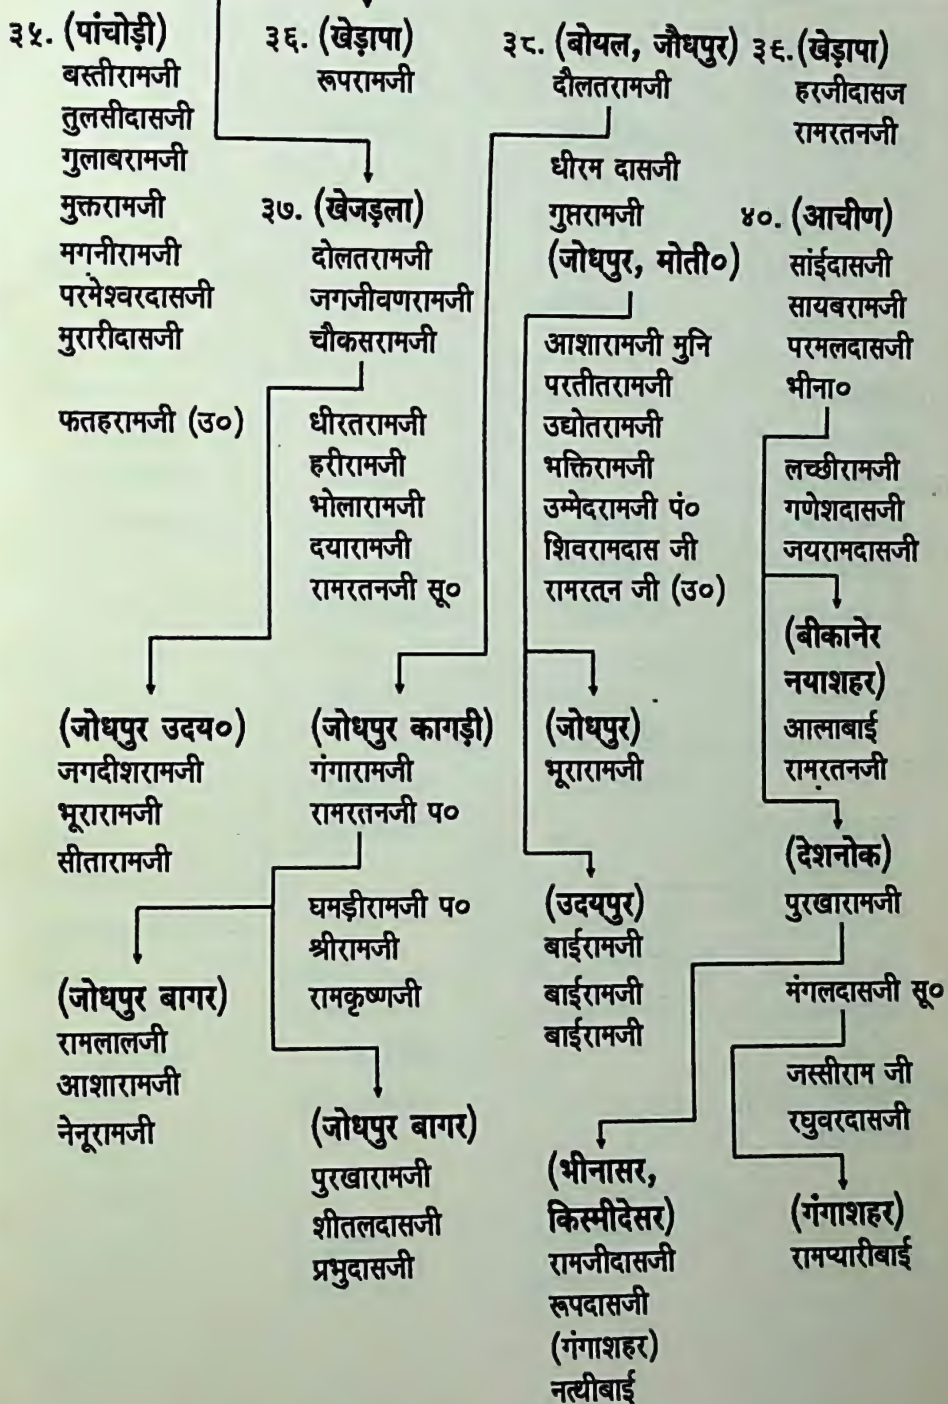 ३५. (पांचोड़ी)
बस्तीरामजी
तुलसीदासजी
गुलाबरामजी
मुक्तरामजी
मगनीरामजी
परमेश्वरदासजी
मुरारीदासजी
फतहरामजी (उ०)
३६. (खेड़ापा)
रूपरामजी
३७. (खेजड़ला)
दोलतरामजी
जगजीवणरामजी
चौकसरामजी
धीरतरामजी
हरीरामजी
भोलारामजी
दयारामजी
रामरतनजी सू०
(जोधपुर उदय०)
जगदीशरामजी
भूरारामजी
सीतारामजी
३८. (बोयल, जौधपुर)
दौलतरामजी
धीरम दासजी
गुप्तरामजी
(जोधपुर, मोती०)
आशारामजी मुनि
परतीतरामजी
उद्योतरामजी
भक्तिरामजी
उम्मेदरामजी पं०
शिवरामदास जी
रामरतन जी (उ०)
(जोधपुर कागड़ी)
गंगारामजी
रामरतनजी प०
घमड़ीरामजी प०
श्रीरामजी
रामकृष्णजी
(जोधपुर बागर)
रामलालजी
आशारामजी
नेनूरामजी
(जोधपुर बागर)
पुरखारामजी
शीतलदासजी
प्रभुदासजी
(जोधपुर)
भूरारामजी
(उदयपुर)
बाईरामजी
बाईरामजी
बाईरामजी
३९. (खेड़ापा)
हरजीदासज
रामरतनजी
४०. (आचीण)
सांईदासजी
सायबरामजी
परमलदासजी
भीना०
लच्छीरामजी
गणेशदासजी
जयरामदासजी
(बीकानेर
नयाशहर)
आलाबाई
रामरतनजी
(देशनोक)
पुरखारामजी
मंगलदासजी सू०
जस्सीराम जी
रघुवरदासजी
(भीनासर,
किस्मीदेसर)
रामजीदासजी
रूपदासजी
(गंगाशहर)
नत्थीबाई
(गंगाशहर)
रामप्यारीबाई